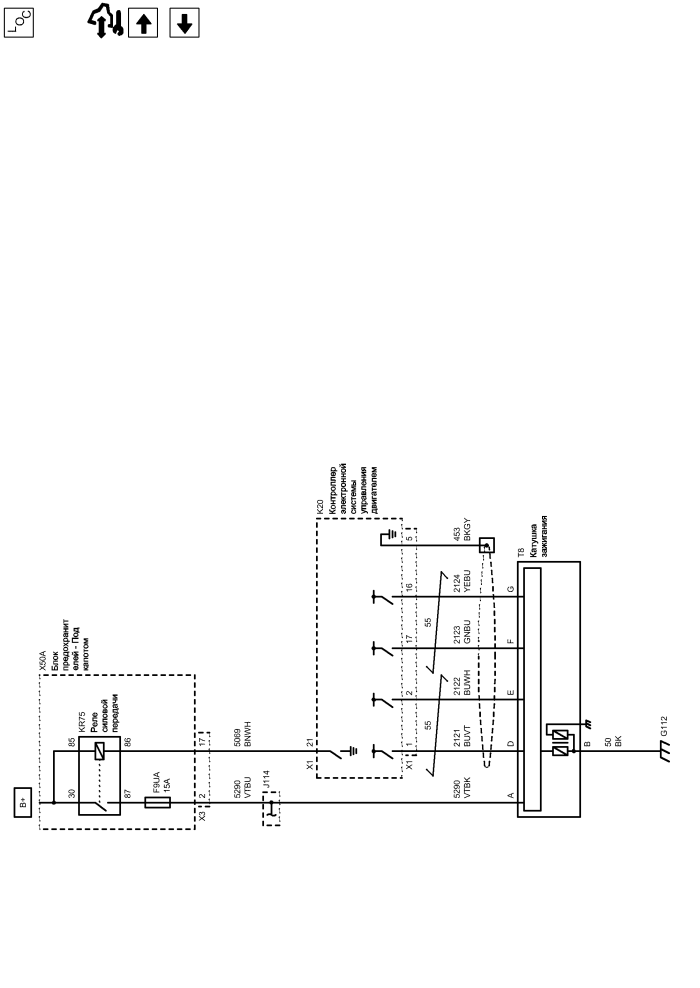 LOC
B+
X50A
Блок
предохранит
елей - Под
капотом
KR75
Реле
силовой
передачи
30
85
87
86
F9UA
15A
X3
2
17
5290
VTBU
5069
BNWH
J114
K20
Контроллер
электронной
системы
управления
двигателем
X1
21
X1
1
2
17
16
5
55
55
2121
BUVT
2122
BUWH
2123
GNBU
2124
YEBU
453
BKGY
5290
VTBK
T8
Катушка
зажигания
A
D
E
F
G
B
50
BK
G112